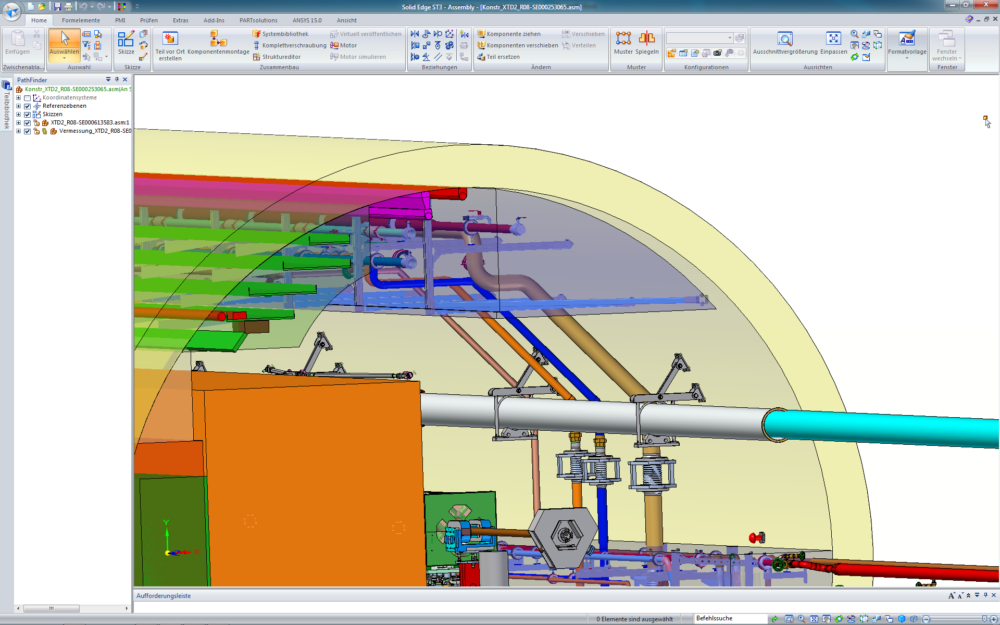 Solid Edge ST3 - Assembly - [Konstr_XTD2_R08-SE000253065.asm]
Home Formelemente PMI Prüfen Extras Add-Ins PARTsolutions ANSYS 15.0 Ansicht
Einfügen
Zwischenabla...
Auswählen
Auswahl
Skizze
Skizze
Teil vor Ort erstellen
Komponentenmontage
Systembibliothek
Komplettverschraubung
Struktureditor
Virtuell veröffentlichen
Motor
Motor simulieren
Zusammenbau
Beziehungen
Komponente ziehen
Komponenten verschieben
Teil ersetzen
Verschieben
Verteilen
Ändern
Muster Spiegeln
Muster
Konfigurationen
Ausschnittvergrößerung Einpassen
Ausrichten
Formatvorlage
Fenster wechseln
Fenster
Teilbibliothek
PathFinder
Konstr_XTD2_R08-SE000253065.asm(An S
Koordinatensysteme
Referenzebenen
Skizzen
XTD2_R08-SE000613583.asm:1
Vermessung_XTD2_R08-SE0
Y
Z
X
Aufforderungsleiste
0 Elemente sind ausgewählt
Befehlssuche